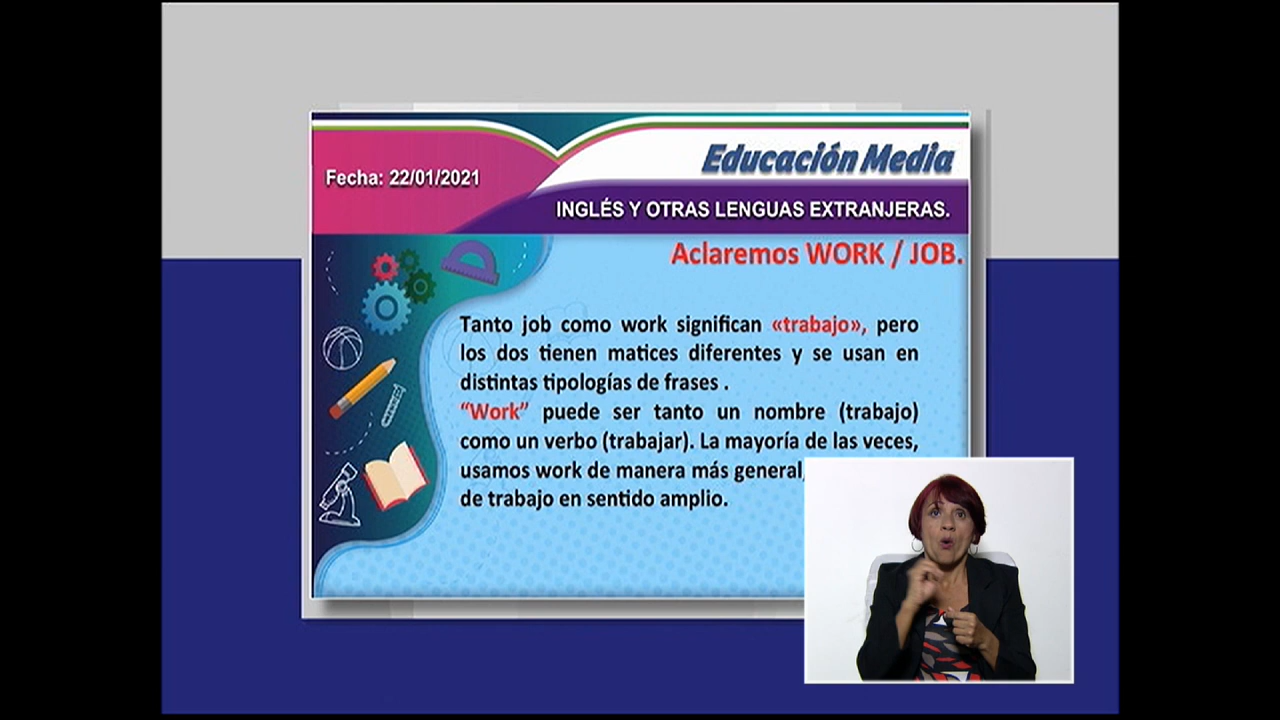 Educación Media
Fecha: 22/01/2021
INGLÉS Y OTRAS LENGUAS EXTRANJERAS.
Aclaremos WORK / JOB.
Tanto job como work significan «trabajo», pero
los dos tienen matices diferentes y se usan en
distintas tipologías de frases .
“Work” puede ser tanto un nombre (trabajo)
como un verbo (trabajar). La mayoría de las veces,
usamos work de manera más general,
de trabajo en sentido amplio.